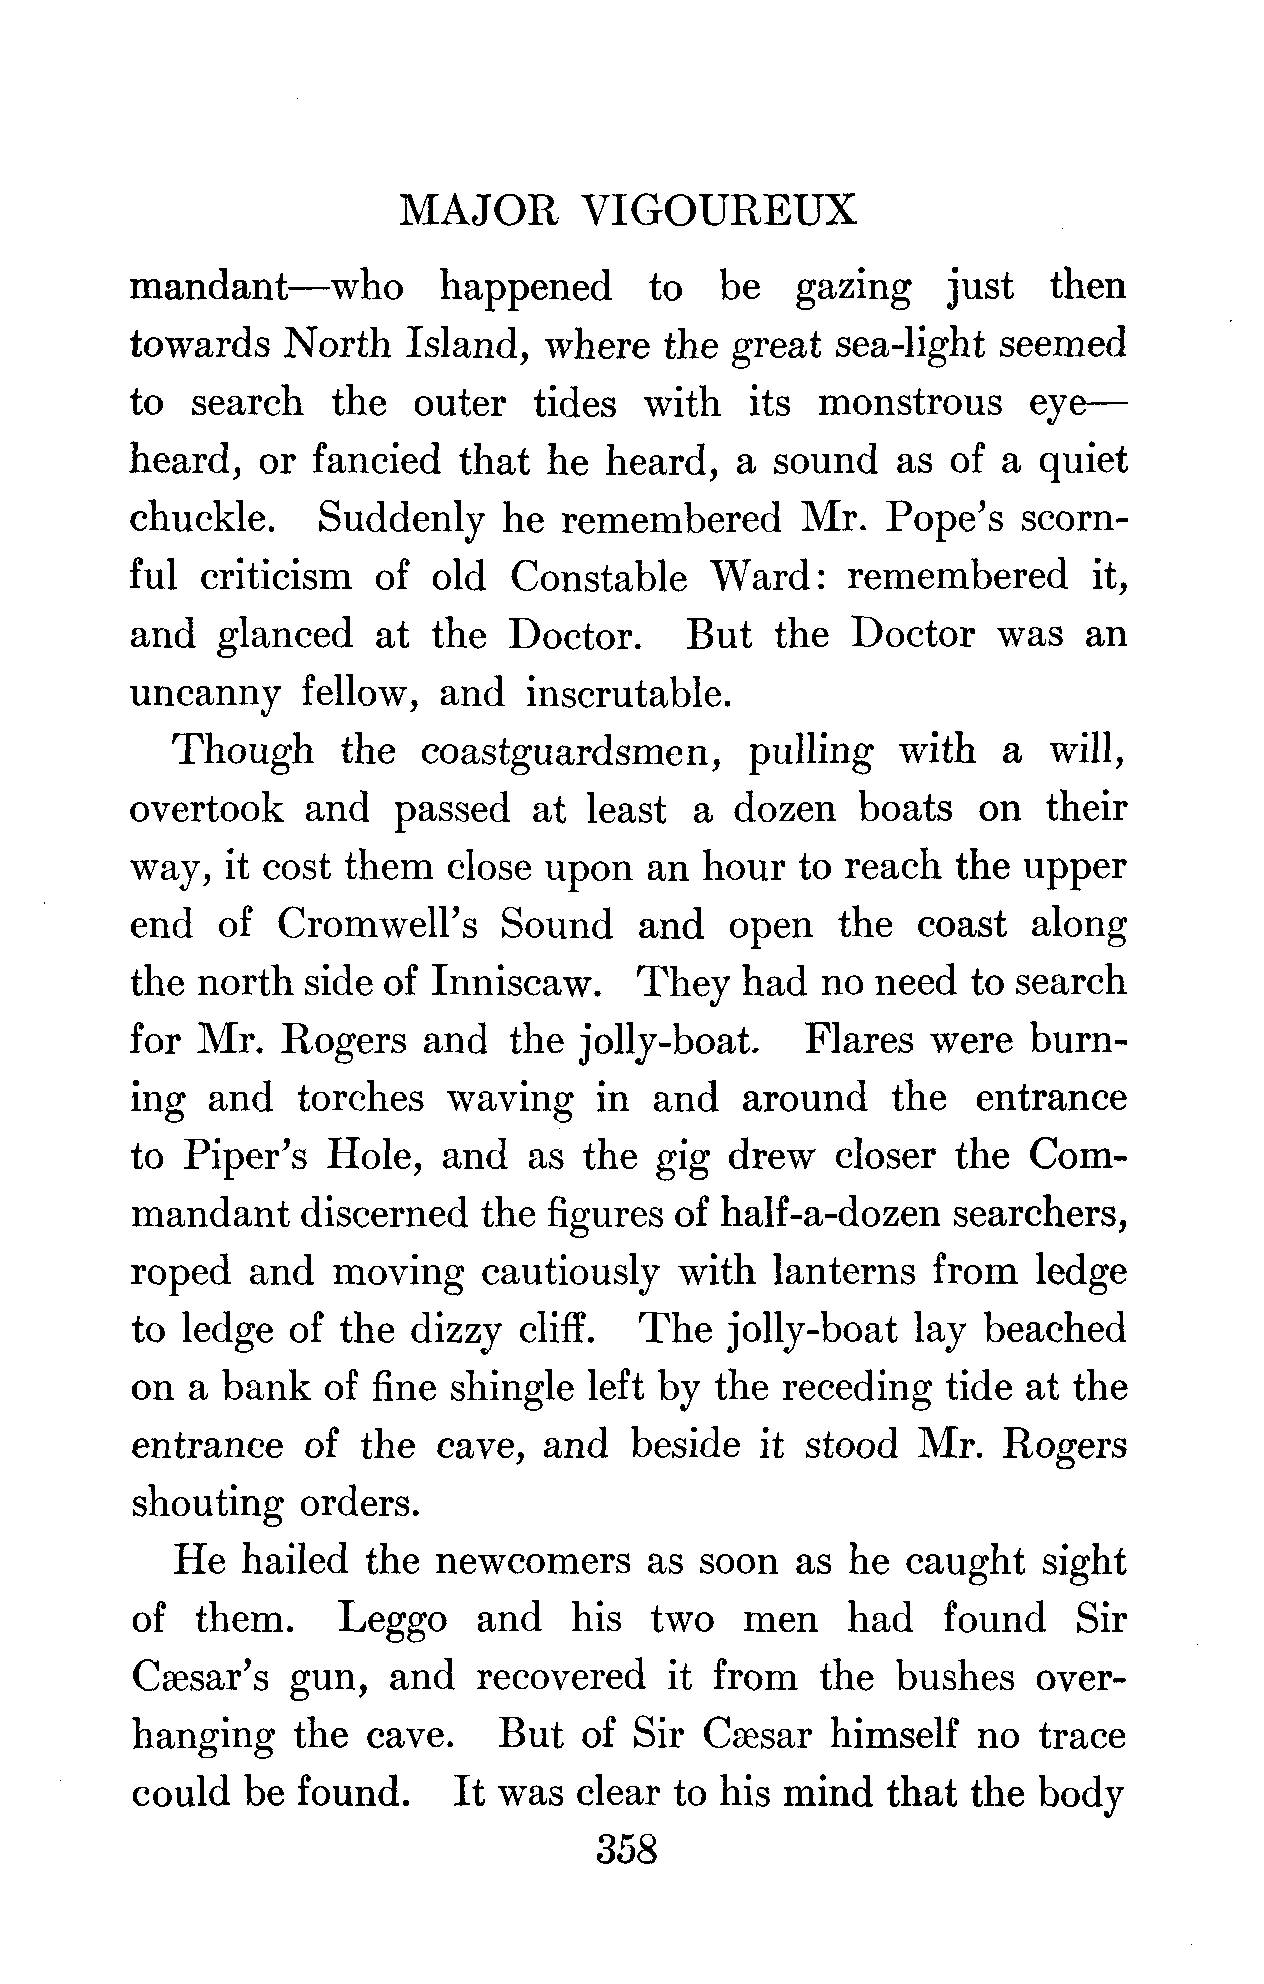 MAJOR VIGOUREUX
mandant—who happened to be gazing just then
towards North Island, where the great sea-light seemed
to search the outer tides with its monstrous eye—
heard, or fancied that he heard, a sound as of a quiet
chuckle. Suddenly he remembered Mr. Pope's scorn-
ful criticism of old Constable Ward: remembered it,
and glanced at the Doctor. But the Doctor was an
uncanny fellow, and inscrutable.
Though the coastguardsmen, pulling with a will,
overtook and passed at least a dozen boats on their
way, it cost them close upon an hour to reach the upper
end of Cromwell's Sound and open the coast along
the north side of Inniscaw. They had no need to search
for Mr. Rogers and the jolly-boat. Flares were burn-
ing and torches waving in and around the entrance
to Piper's Hole, and as the gig drew closer the Com-
mandant discerned the figures of half-a-dozen searchers,
roped and moving cautiously with lanterns from ledge
to ledge of the dizzy cliff. The jolly-boat lay beached
on a bank of fine shingle left by the receding tide at the
entrance of the cave, and beside it stood Mr. Rogers
shouting orders.
He hailed the newcomers as soon as he caught sight
of them. Leggo and his two men had found Sir
Cæsar's gun, and recovered it from the bushes over-
hanging the cave. But of Sir Cæsar himself no trace
could be found. It was clear to his mind that the body
358